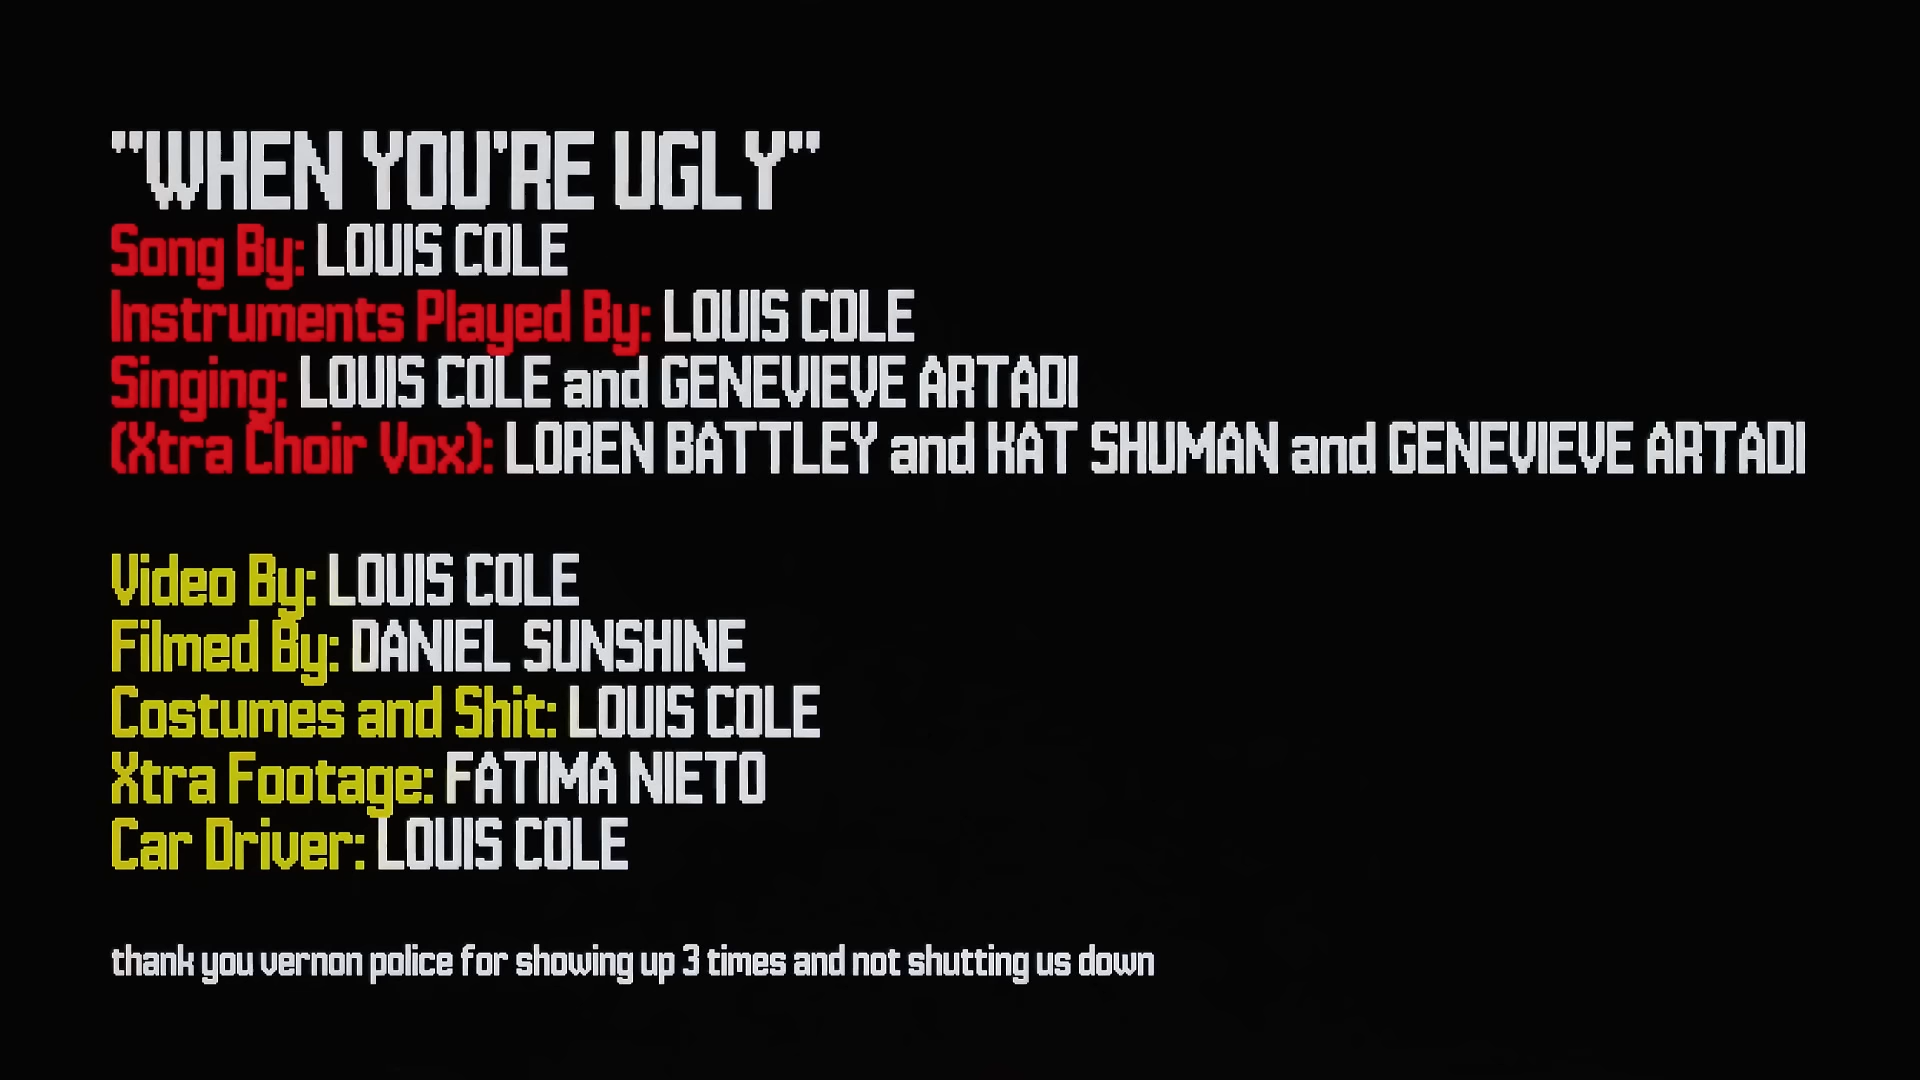 "WHEN YOU'RE UGLY"
Song By: LOUIS COLE
Instruments Played By: LOUIS COLE
Singing: LOUIS COLE and GENEVIEVE ARTADI
(Xtra Choir Vox): LOREN BATTLEY and KAT SHUMAN and GENEVIEVE ARTADI
Video By: LOUIS COLE
Filmed By: DANIEL SUNSHINE
Costumes and Shit: LOUIS COLE
Xtra Footage: FATIMA NIETO
Car Driver: LOUIS COLE
thank you vernon police for showing up 3 times and not shutting us down